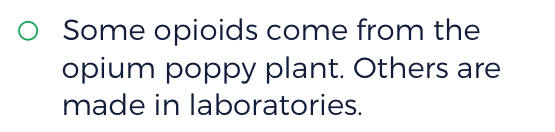 Some opioids come from the
opium poppy plant. Others are
made in laboratories.